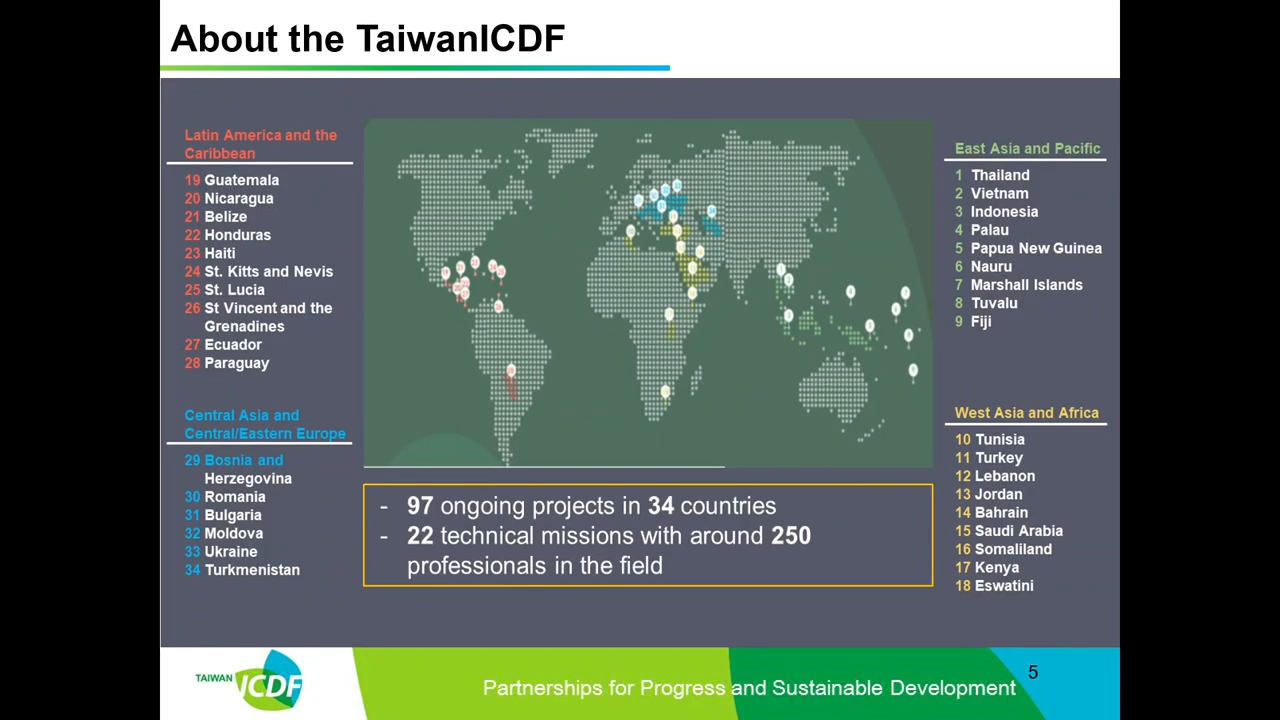 About the TaiwanICDF
Latin America and the
Caribbean
19 Guatemala
20 Nicaragua
21 Belize
22 Honduras
23 Haiti
24 St. Kitts and Nevis
25 St. Lucia
26 St Vincent and the
Grenadines
27 Ecuador
28 Paraguay
Central Asia and
Central/Eastern Europe
29 Bosnia and
Herzegovina
30 Romania
31 Bulgaria
32 Moldova
33 Ukraine
34 Turkmenistan
- 97 ongoing projects in 34 countries
- 22 technical missions with around 250
professionals in the field
East Asia and Pacific
1 Thailand
2 Vietnam
3 Indonesia
4 Palau
5 Papua New Guinea
6 Nauru
7 Marshall Islands
8 Tuvalu
9 Fiji
West Asia and Africa
10 Tunisia
11 Turkey
12 Lebanon
13 Jordan
14 Bahrain
15 Saudi Arabia
16 Somaliland
17 Kenya
18 Eswatini
TAIWAN
ICDF
Partnerships for Progress and Sustainable Development
5